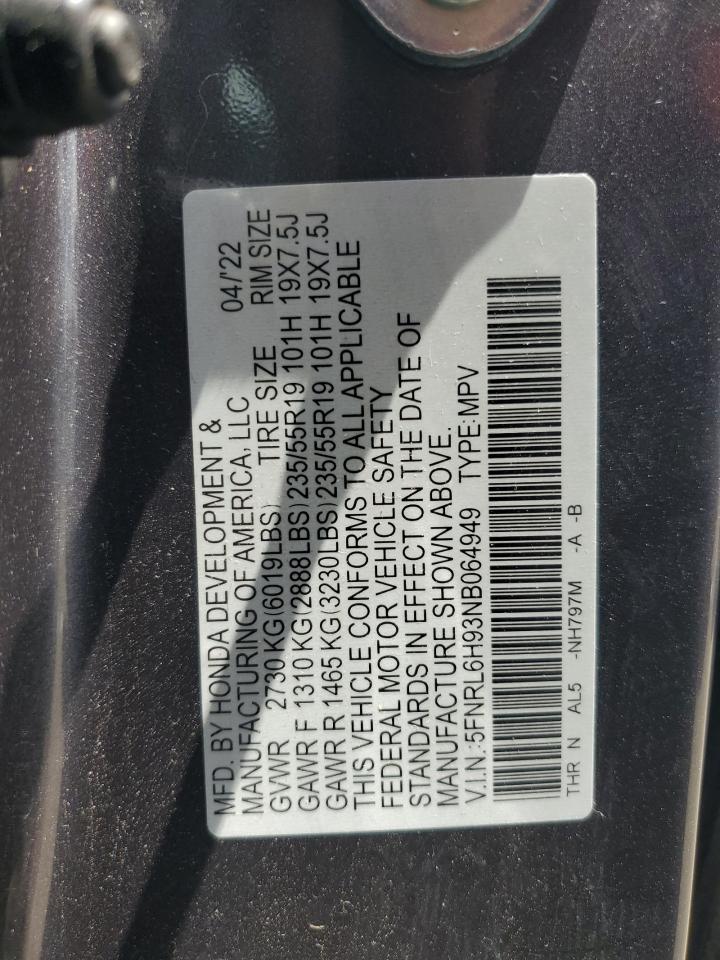 MFD. BY HONDA DEVELOPMENT &
MANUFACTURING OF AMERICA, LLC 04/'22
GVWR 2730 KG (6019LBS) TIRE SIZE RIM SIZE
GAWR F 1310 KG (2888LBS) 235/55R19 101H 19X7.5J
GAWR R 1465 KG (3230LBS) 235/55R19 101H 19X7.5J
THIS VEHICLE CONFORMS TO ALL APPLICABLE
FEDERAL MOTOR VEHICLE SAFETY
STANDARDS IN EFFECT ON THE DATE OF
MANUFACTURE SHOWN ABOVE.
V.I.N.:5FNRL6H93NB064949 TYPE:MPV
THR N AL5 -NH797M -A -B